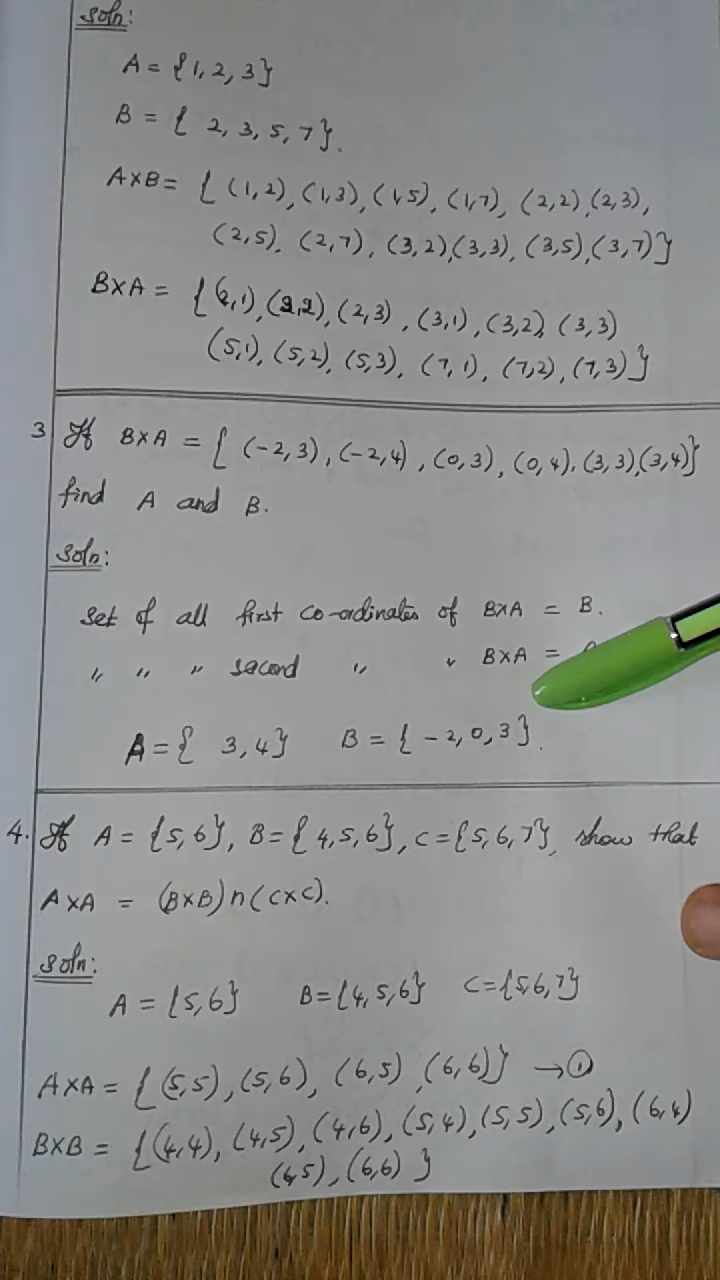 Soln:
A = {1, 2, 3}
B = { 2, 3, 5, 7}.
A×B = { (1,2), (1,3), (1,5), (1,7), (2,2), (2,3),
(2,5), (2,7), (3,2), (3,3), (3,5), (3,7)}
B×A = {(2,1), (2,2), (2,3), (3,1), (3,2), (3,3)
(5,1), (5,2), (5,3), (7,1), (7,2), (7,3)}
3 If B×A = { (-2,3), (-2,4), (0,3), (0,4), (3,3), (3,4)}
find A and B.
Soln:
Set of all first co-ordinates of B×A = B.
" " " second " " B×A =
A = { 3, 4} B = { -2, 0, 3}.
4. If A = {5, 6}, B = { 4, 5, 6}, C = {5, 6, 7}, show that
A×A = (B×B) ∩ (C×C).
Soln:
A = {5, 6} B = {4, 5, 6} C = {5, 6, 7}
A×A = { (5,5), (5,6), (6,5), (6,6)} → ①
B×B = {(4,4), (4,5), (4,6), (5,4), (5,5), (5,6), (6,4)
(6,5), (6,6) }